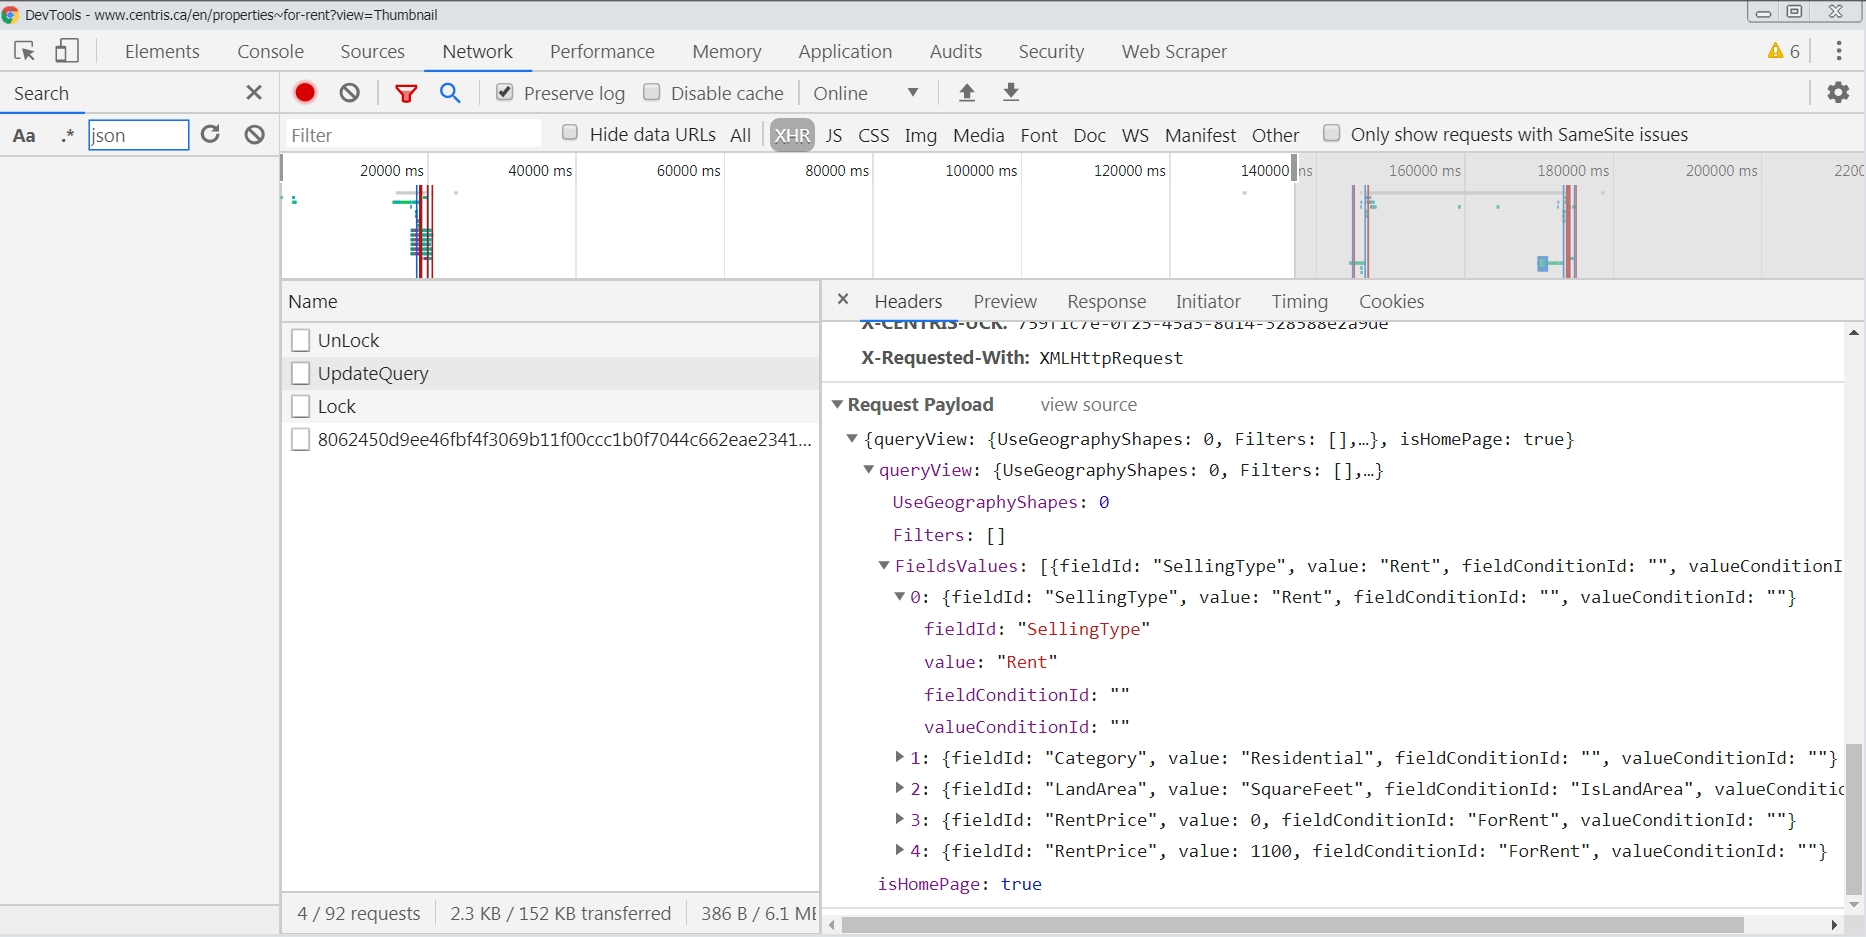 DevTools - www.centris.ca/en/properties~for-rent?view=Thumbnail
Elements Console Sources Network Performance Memory Application Audits Security Web Scraper 6
Search
Preserve log Disable cache Online
Aa .* json
Filter Hide data URLs All XHR JS CSS Img Media Font Doc WS Manifest Other Only show requests with SameSite issues
20000 ms 40000 ms 60000 ms 80000 ms 100000 ms 120000 ms 140000 ms 160000 ms 180000 ms 200000 ms 220
Name
UnLock
UpdateQuery
Lock
8062450d9ee46fbf4f3069b11f00ccc1b0f7044c662eae2341...
4 / 92 requests 2.3 KB / 152 KB transferred 386 B / 6.1 M
Headers Preview Response Initiator Timing Cookies
X-CENTRIS-UCK: 759f1c7e-0f25-45a3-8d14-328588e2a9de
X-Requested-With: XMLHttpRequest
Request Payload view source
{queryView: {UseGeographyShapes: 0, Filters: [],…}, isHomePage: true}
queryView: {UseGeographyShapes: 0, Filters: [],…}
UseGeographyShapes: 0
Filters: []
FieldsValues: [{fieldId: "SellingType", value: "Rent", fieldConditionId: "", valueConditionI
0: {fieldId: "SellingType", value: "Rent", fieldConditionId: "", valueConditionId: ""}
fieldId: "SellingType"
value: "Rent"
fieldConditionId: ""
valueConditionId: ""
1: {fieldId: "Category", value: "Residential", fieldConditionId: "", valueConditionId: ""}
2: {fieldId: "LandArea", value: "SquareFeet", fieldConditionId: "IsLandArea", valueConditic
3: {fieldId: "RentPrice", value: 0, fieldConditionId: "ForRent", valueConditionId: ""}
4: {fieldId: "RentPrice", value: 1100, fieldConditionId: "ForRent", valueConditionId: ""}
isHomePage: true